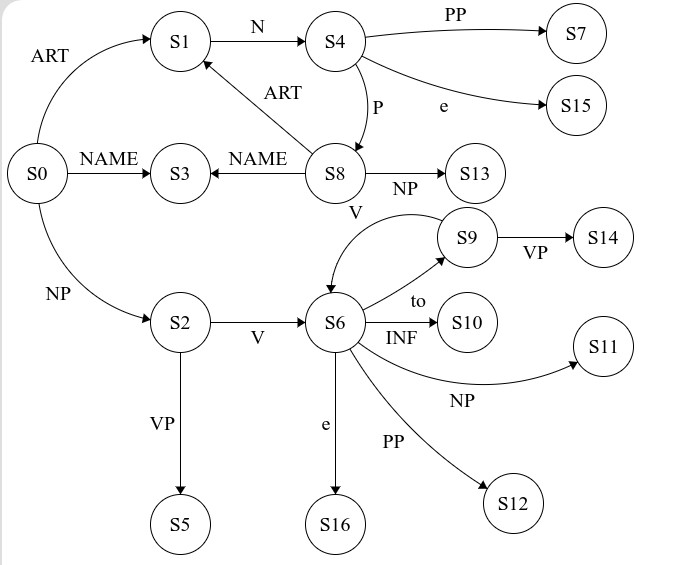 PP
S7
N
S1
S4
ART
ART
P
e
S15
S0
NAME
S3
NAME
S8
NP
S13
V
S9
VP
S14
NP
S2
V
S6
to
INF
S10
S11
NP
VP
e
PP
S12
S5
S16